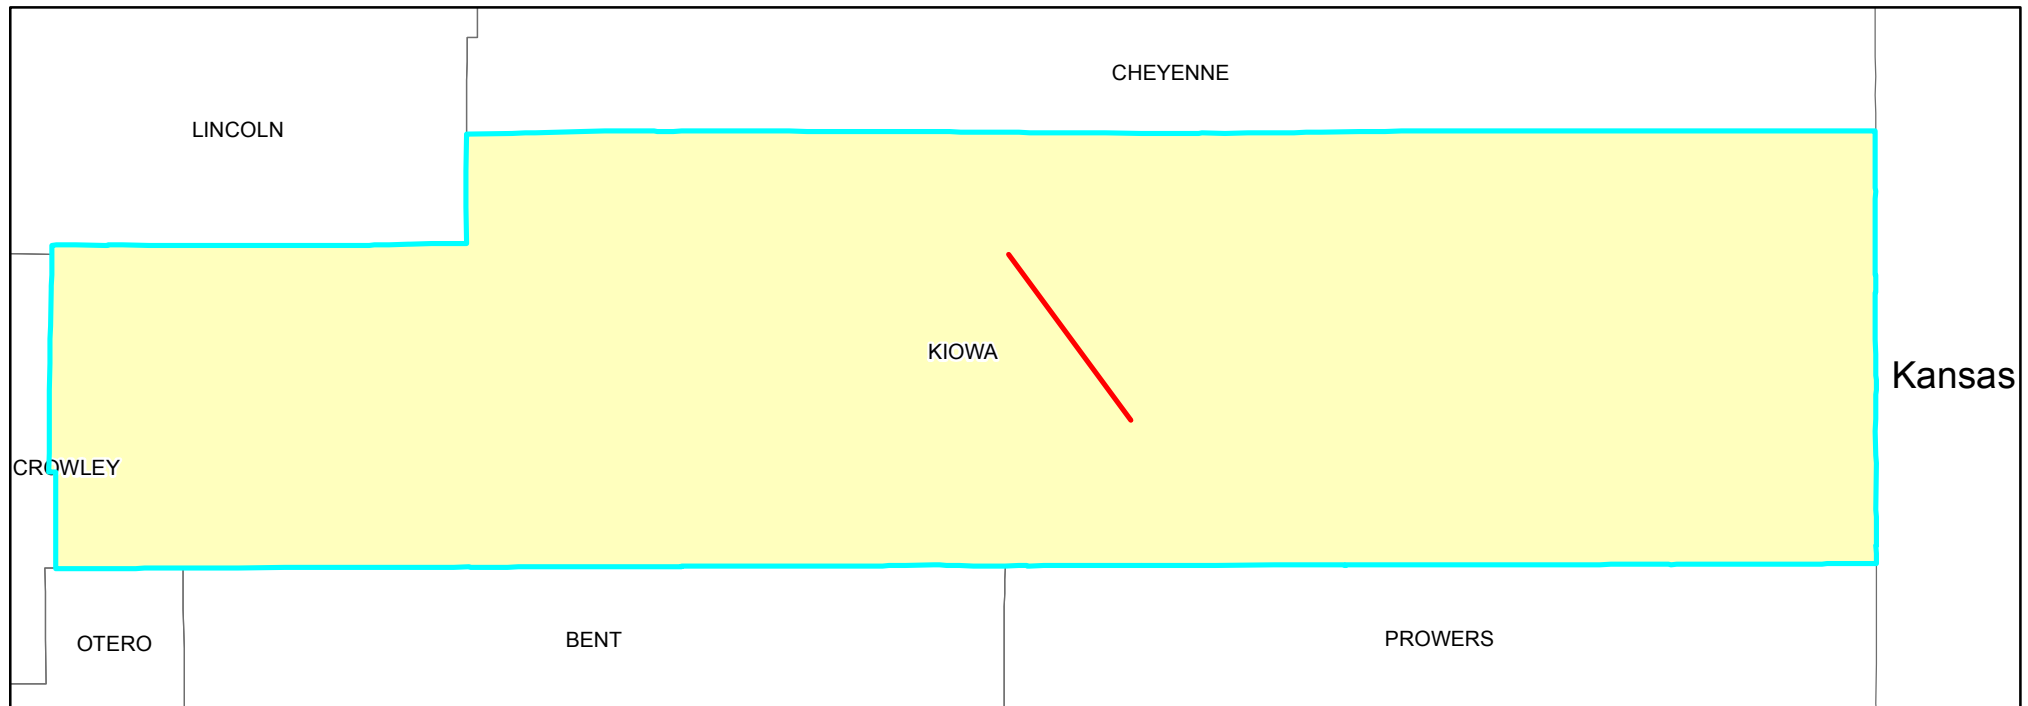 CHEYENNE
LINCOLN
KIOWA
Kansas
CROWLEY
OTERO
BENT
PROWERS